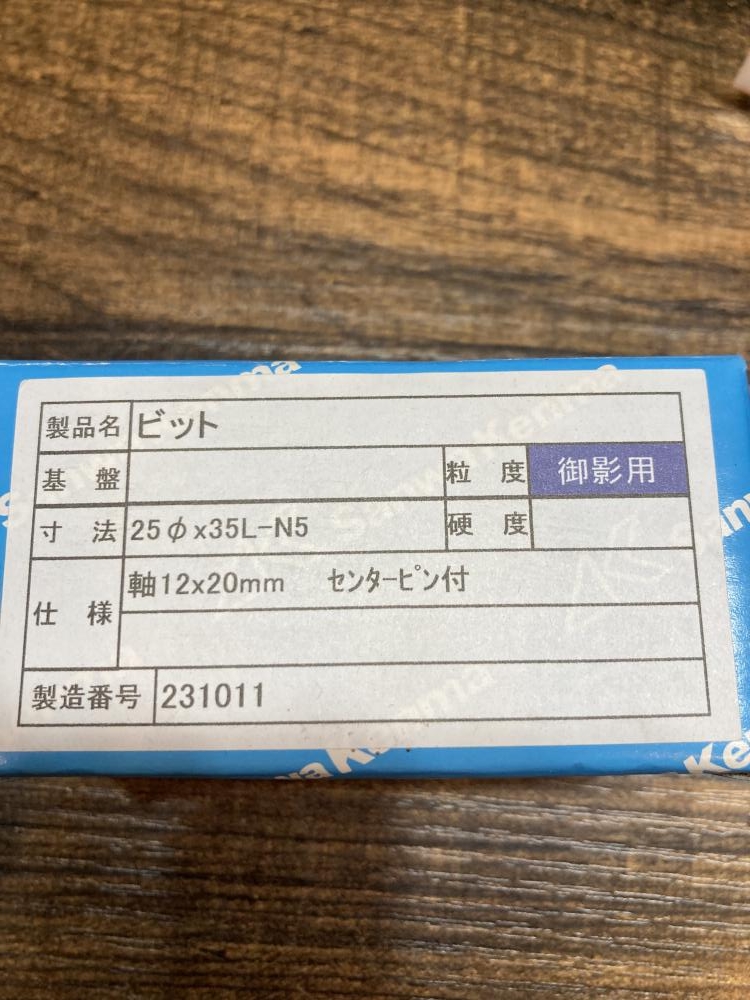 製品名 ビット
基 盤 粒 度 御影用
寸 法 25φx35L-N5 硬 度
仕 様 軸12x20mm センターピン付
製造番号 231011
Sanwa Kenma